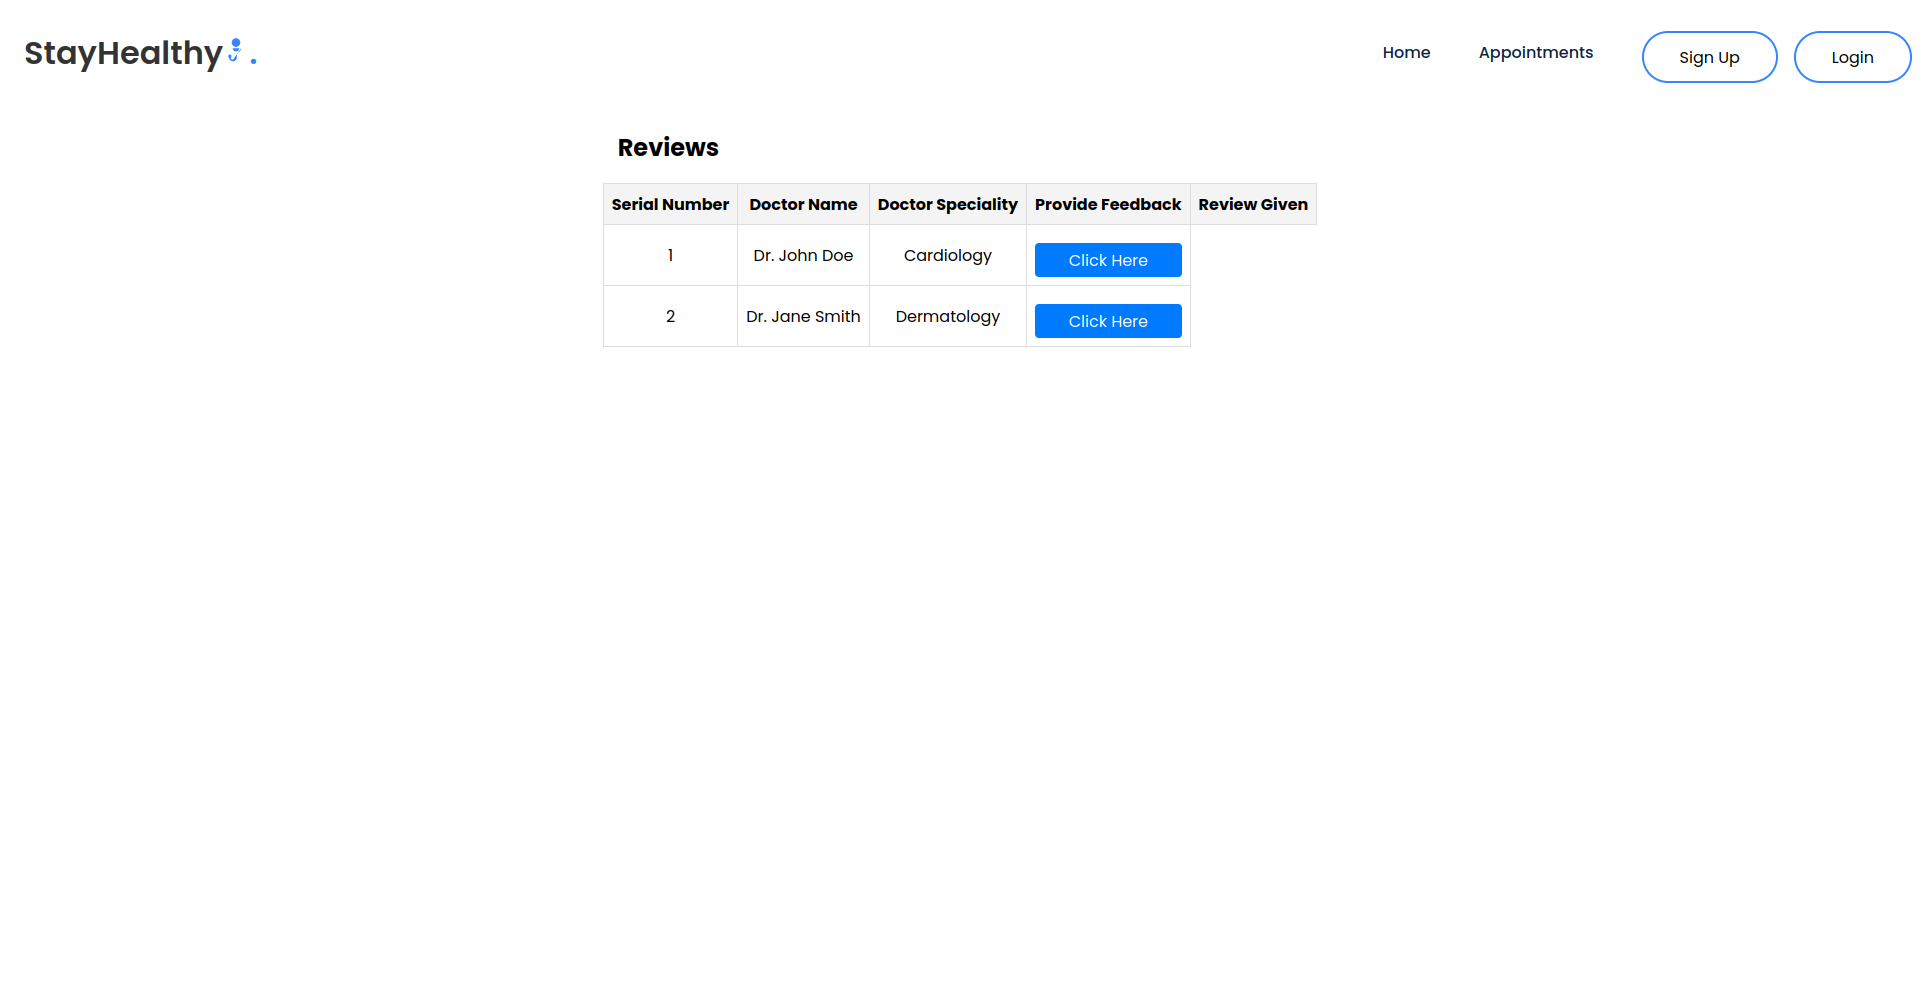 StayHealthy . Home Appointments Sign Up Login
Reviews
Serial Number Doctor Name Doctor Speciality Provide Feedback Review Given
1 Dr. John Doe Cardiology Click Here
2 Dr. Jane Smith Dermatology Click Here